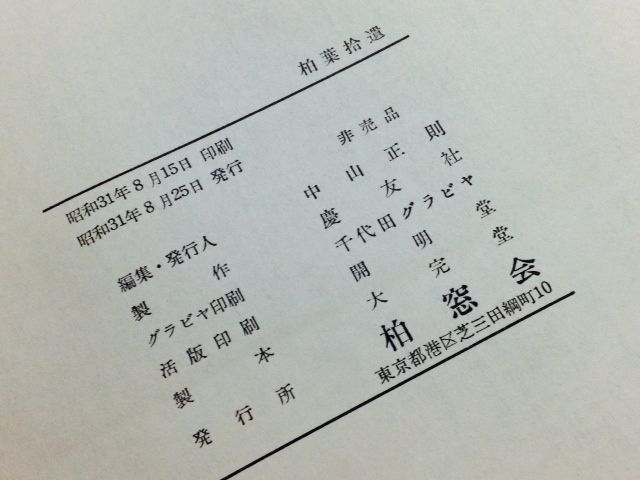 柏葉拾遺
昭和31年8月15日 印刷
昭和31年8月25日 発行
非売品
編集・発行人 中山正則
製作 慶友社
グラビヤ印刷 千代田グラビヤ
活版印刷 開明堂
製本 大完堂
発行所 柏窓会
東京都港区芝三田綱町10